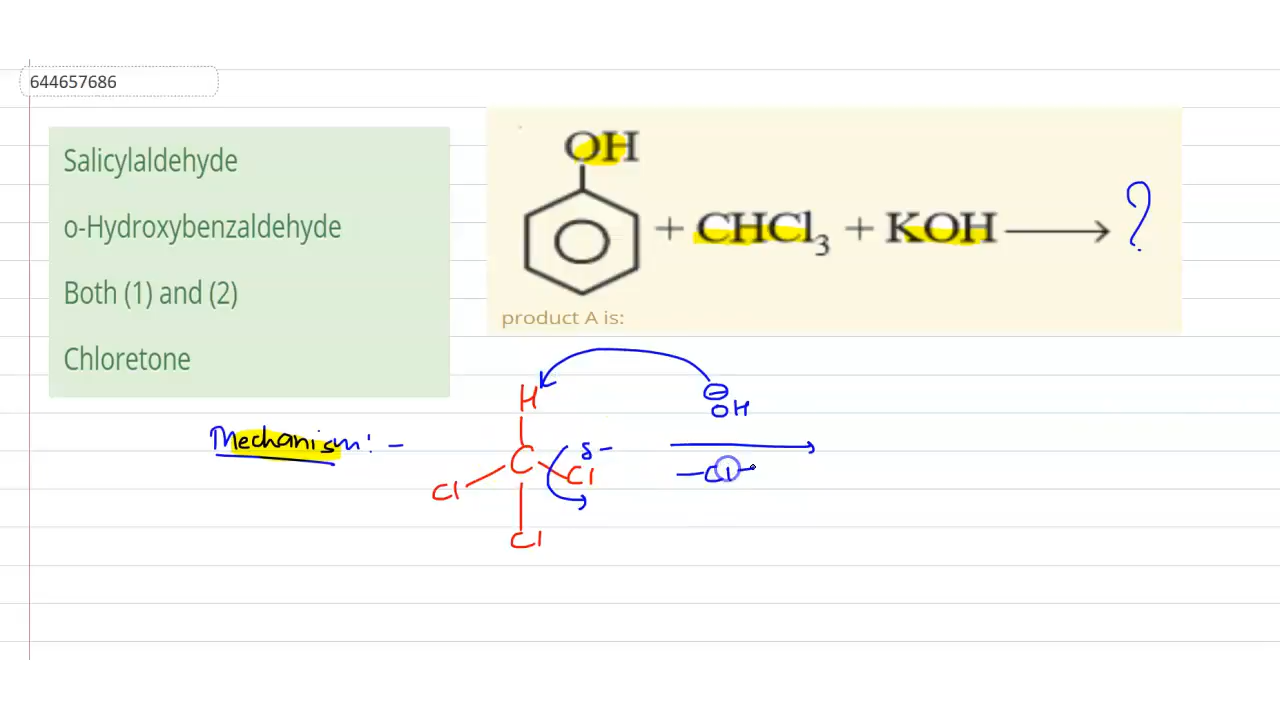 644657686
Salicylaldehyde
o-Hydroxybenzaldehyde
Both (1) and (2)
Chloretone
OH
+ CHCl3 + KOH ⟶ ?
product A is:
Mechanism: -
H
⊖
OH
C
δ-
Cl
Cl
-Cl-
Cl